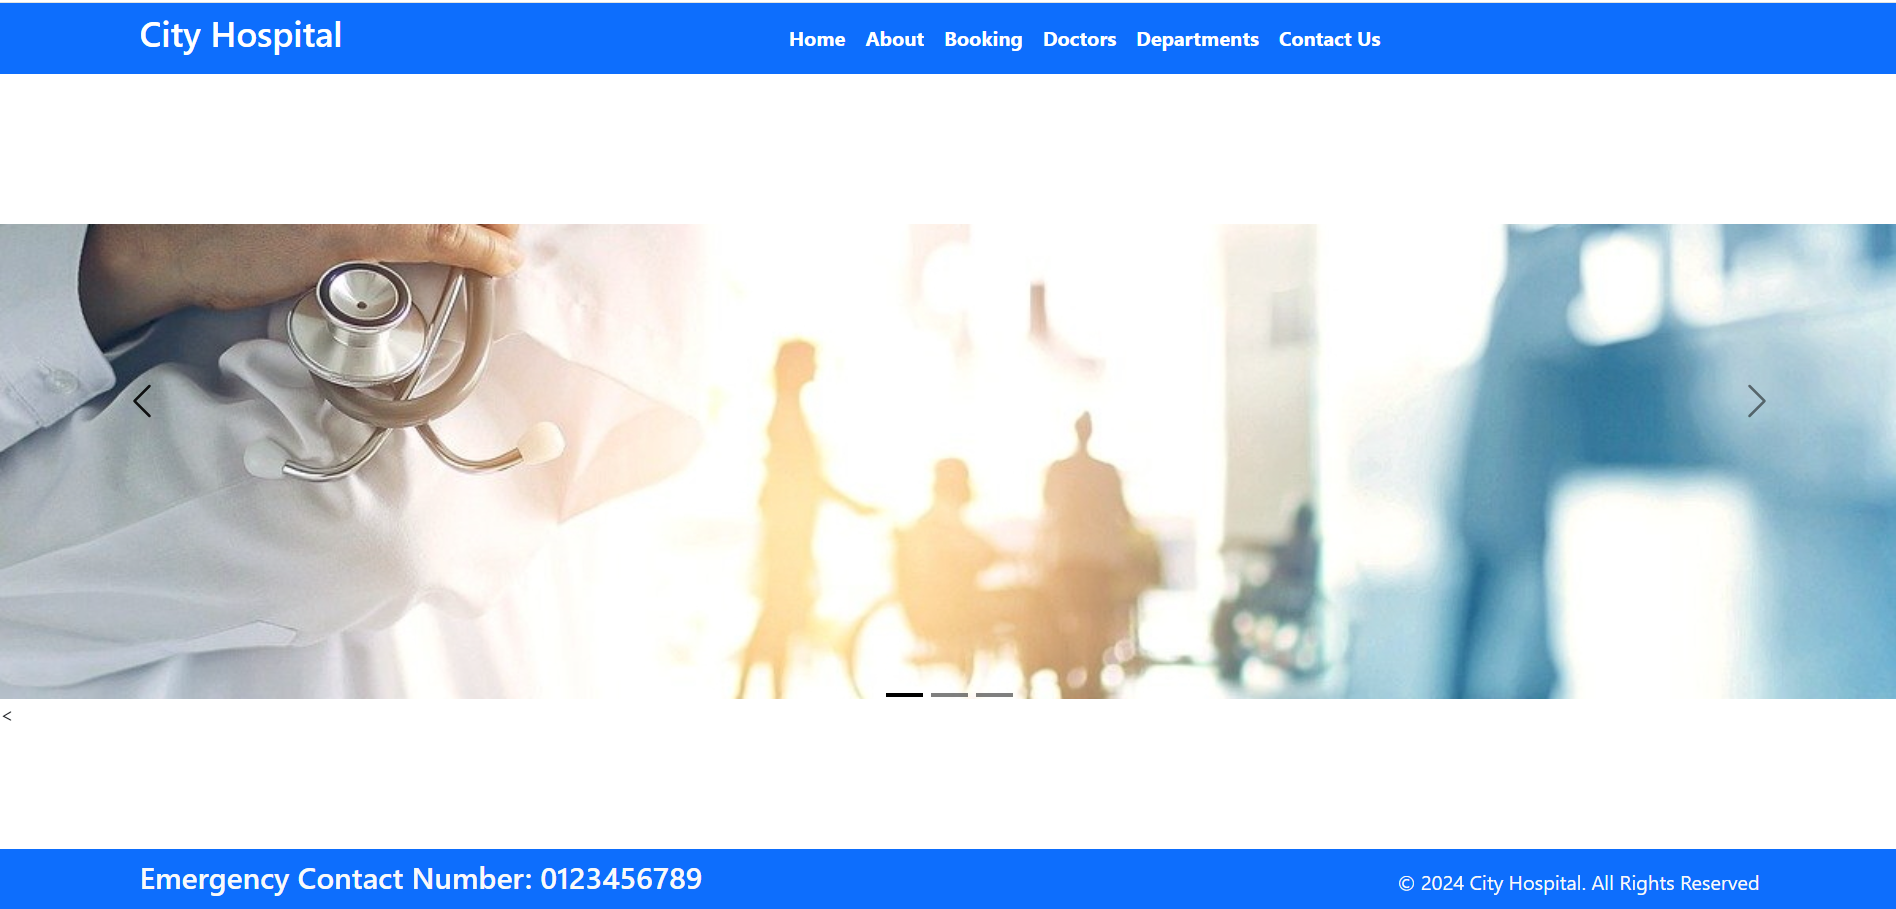 City Hospital
Home About Booking Doctors Departments Contact Us
<
Emergency Contact Number: 0123456789
© 2024 City Hospital. All Rights Reserved